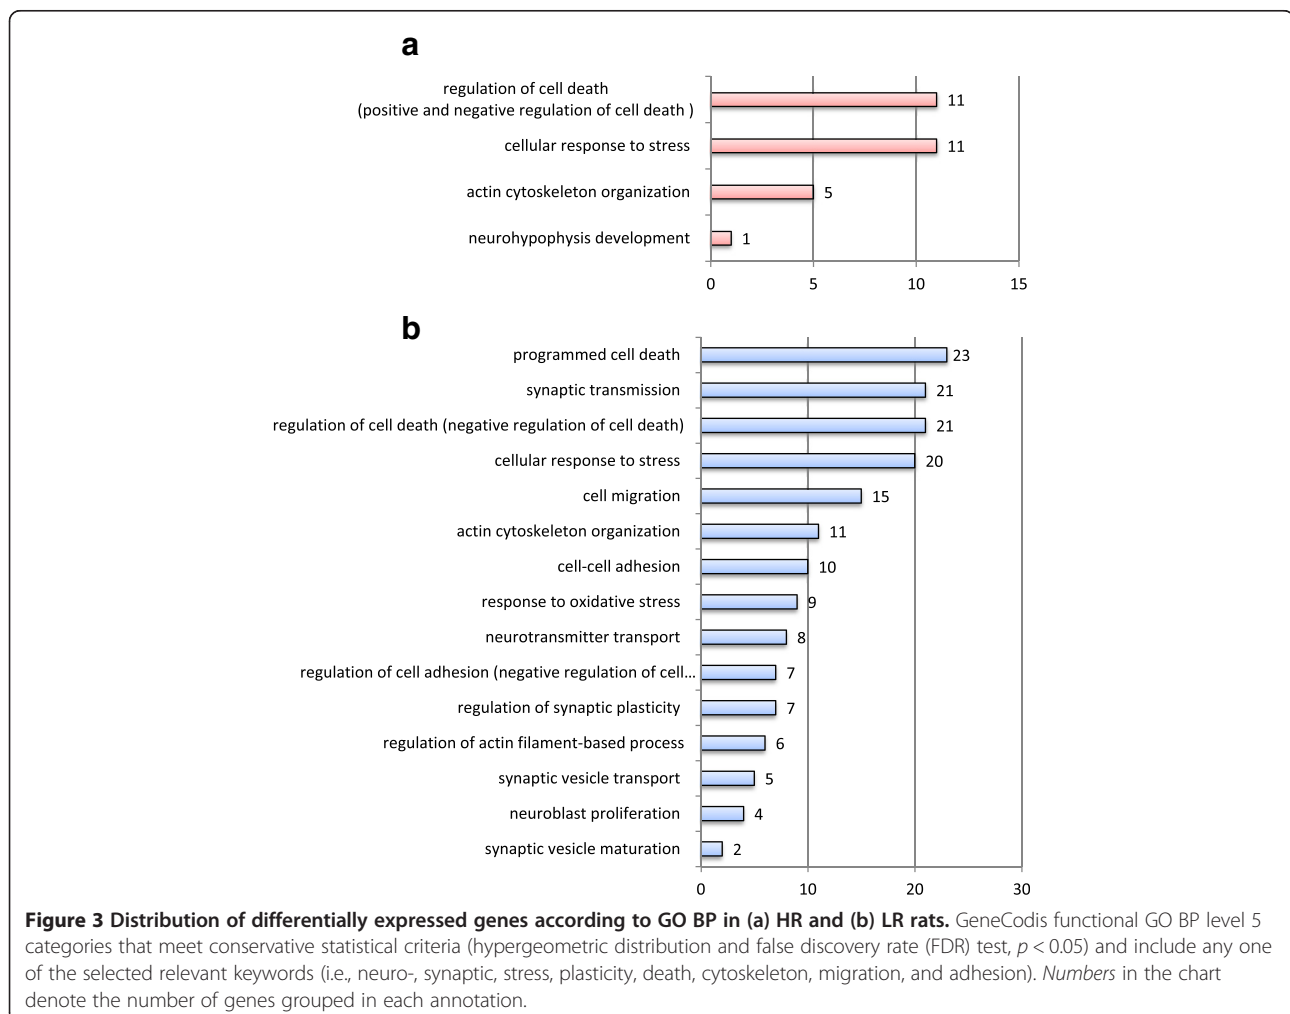 a
regulation of cell death
(positive and negative regulation of cell death )
11
cellular response to stress
11
actin cytoskeleton organization
5
neurohypophysis development
1
0 5 10 15
b
programmed cell death
23
synaptic transmission
21
regulation of cell death (negative regulation of cell death)
21
cellular response to stress
20
cell migration
15
actin cytoskeleton organization
11
cell-cell adhesion
10
response to oxidative stress
9
neurotransmitter transport
8
regulation of cell adhesion (negative regulation of cell...
7
regulation of synaptic plasticity
7
regulation of actin filament-based process
6
synaptic vesicle transport
5
neuroblast proliferation
4
synaptic vesicle maturation
2
0 10 20 30
Figure 3 Distribution of differentially expressed genes according to GO BP in (a) HR and (b) LR rats. GeneCodis functional GO BP level 5
categories that meet conservative statistical criteria (hypergeometric distribution and false discovery rate (FDR) test, p < 0.05) and include any one
of the selected relevant keywords (i.e., neuro-, synaptic, stress, plasticity, death, cytoskeleton, migration, and adhesion). Numbers in the chart
denote the number of genes grouped in each annotation.